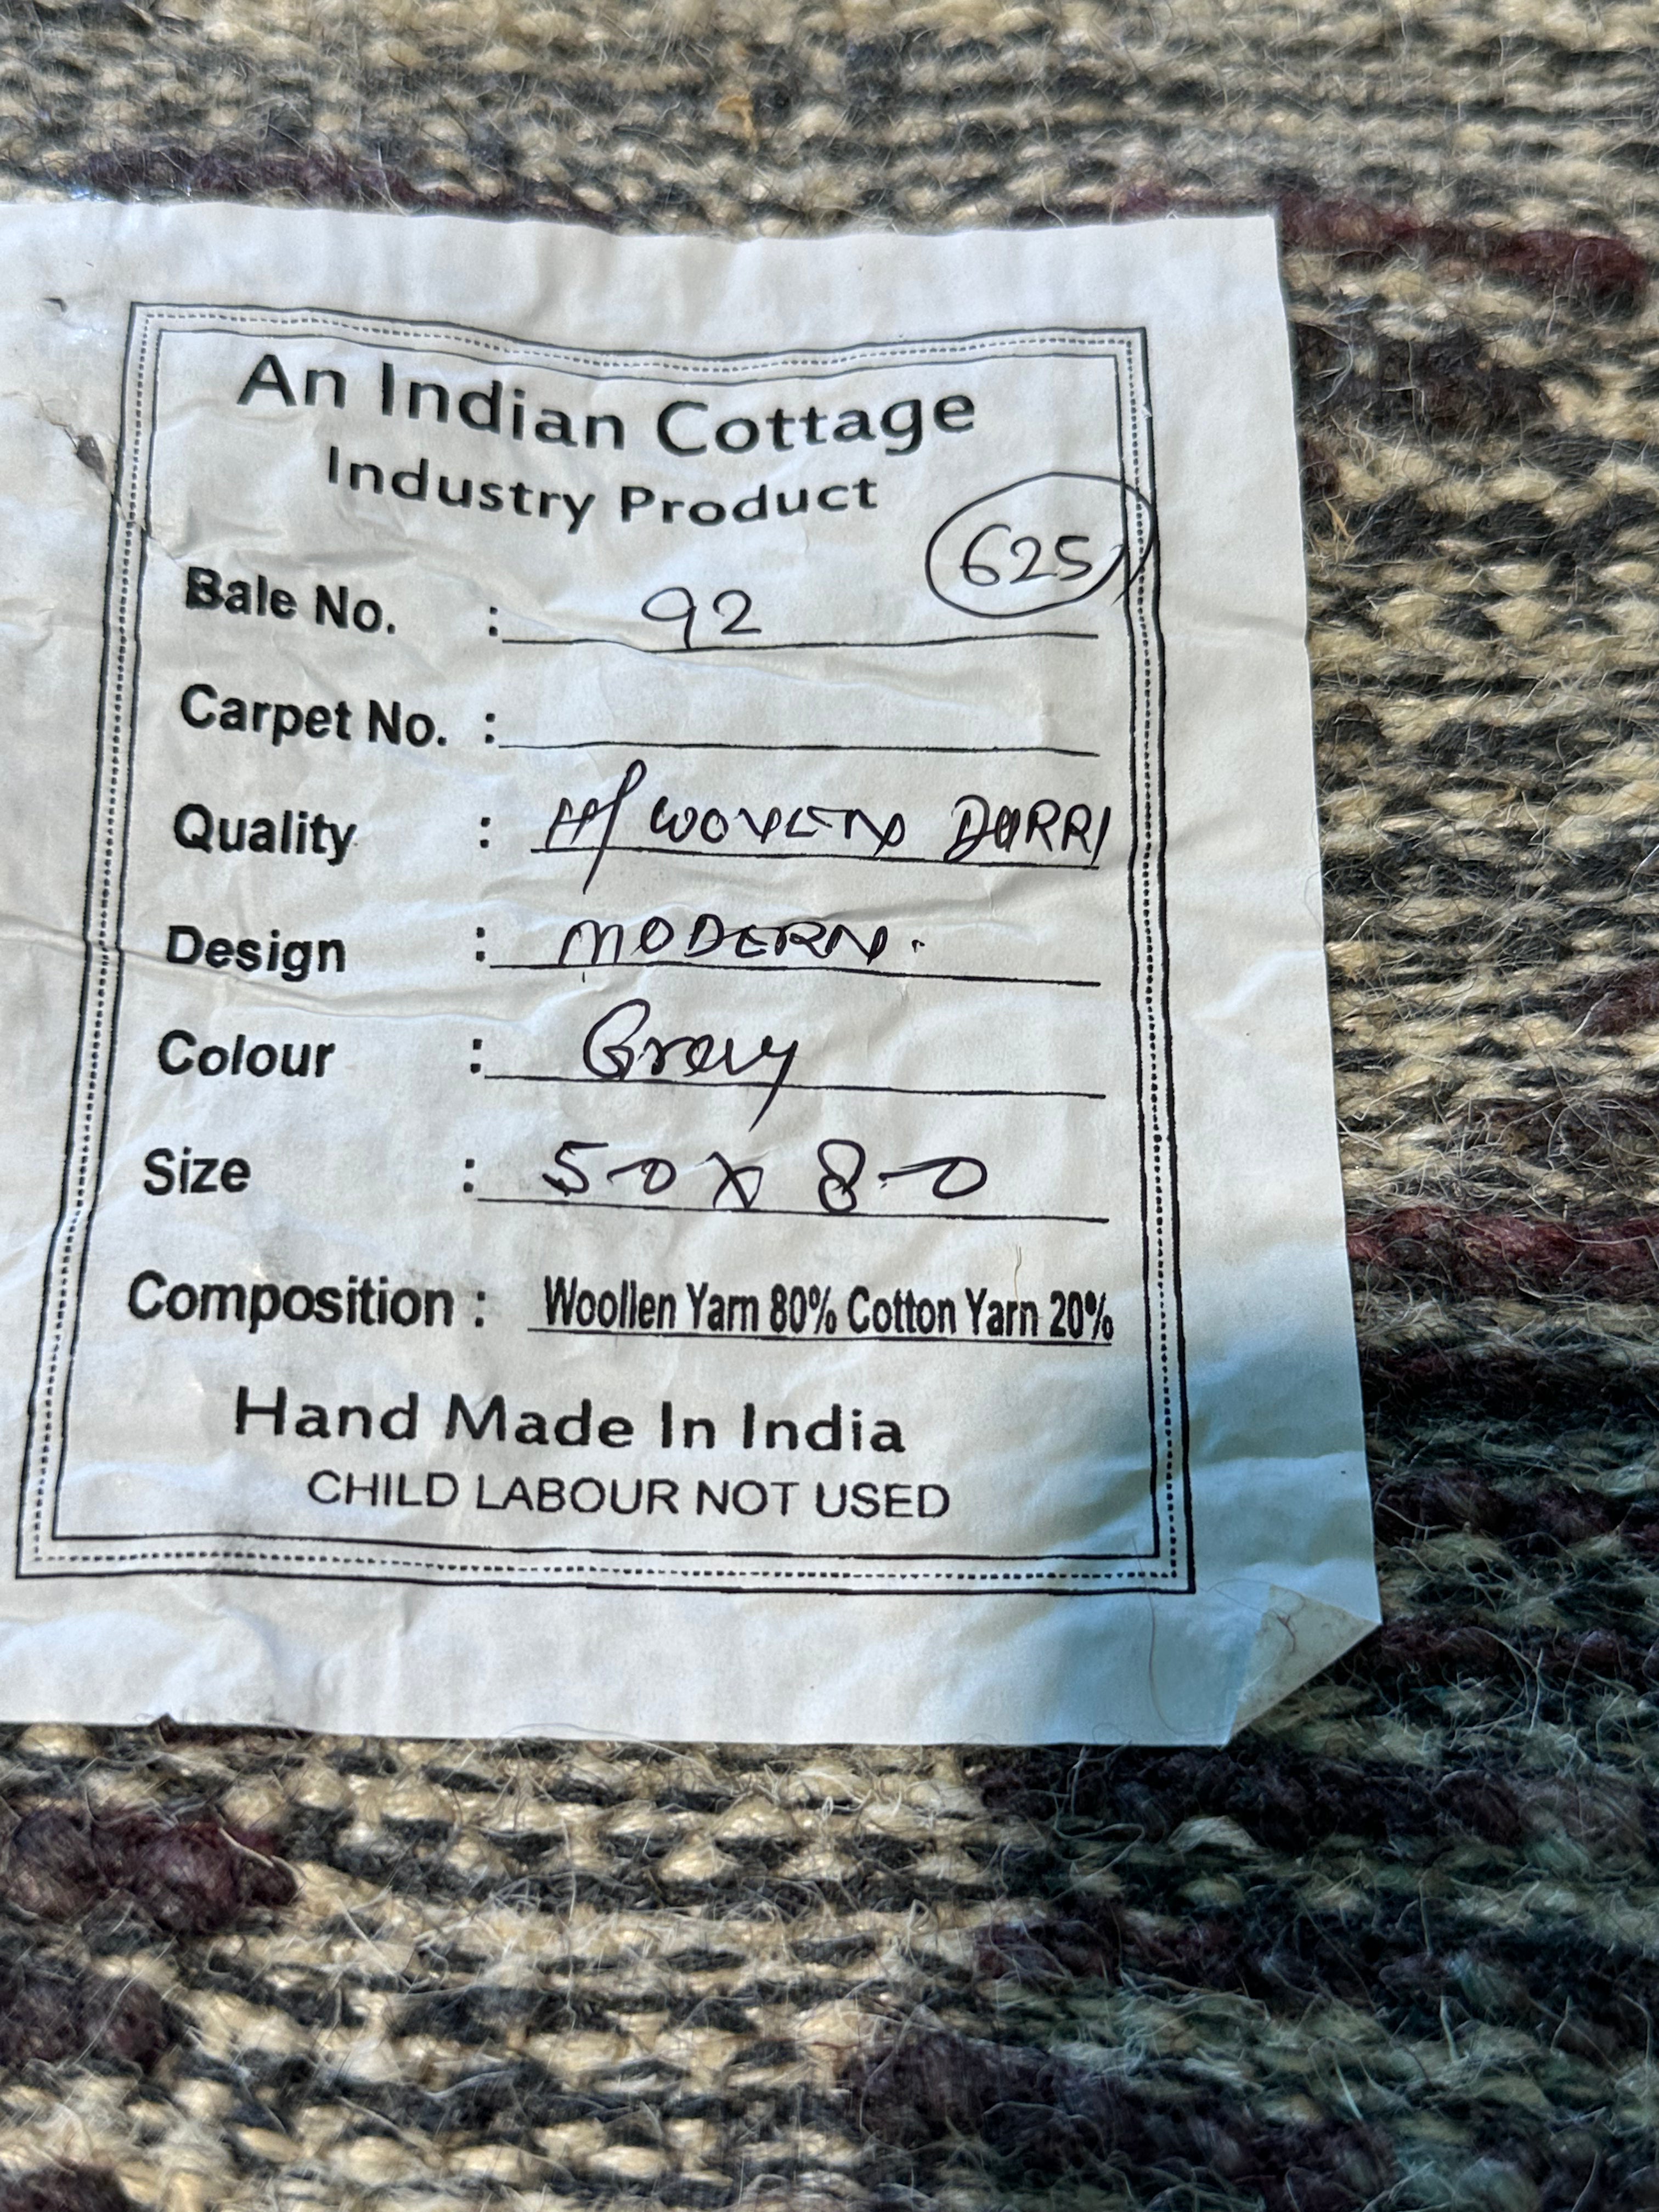 An Indian Cottage
Industry Product
625
Bale No. : 92
Carpet No. :
Quality : H/ WOVLEN DURRI
Design : MODERN.
Colour : Grey
Size : 5-0 X 8-0
Composition : Woollen Yarn 80% Cotton Yarn 20%
Hand Made In India
CHILD LABOUR NOT USED